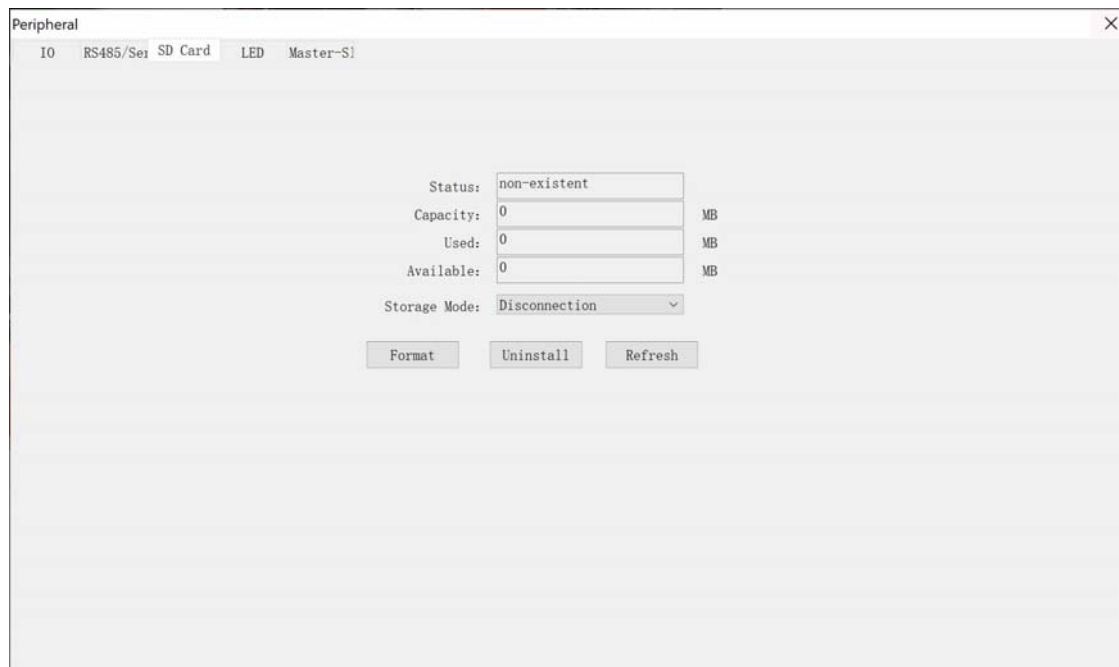 Peripheral
IO RS485/Ser SD Card LED Master-Sl
Status: non-existent
Capacity: 0 MB
Used: 0 MB
Available: 0 MB
Storage Mode: Disconnection
Format Uninstall Refresh